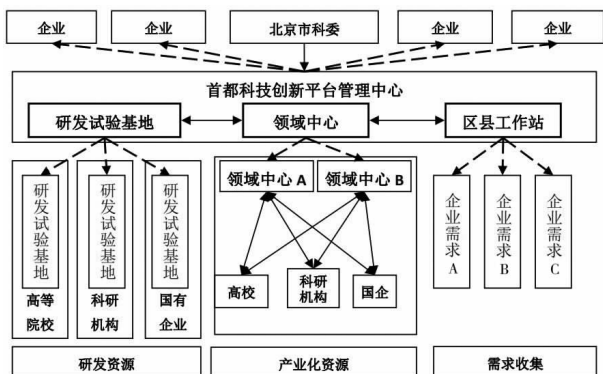 企业
企业
北京市科委
企业
企业
首都科技创新平台管理中心
研发试验基地
领域中心
区县工作站
研发试验基地
高等
院校
研发试验基地
科研
机构
研发试验基地
国有
企业
领域中心 A
领域中心 B
高校
科研
机构
国企
企业需求A
企业需求B
企业需求C
研发资源
产业化资源
需求收集